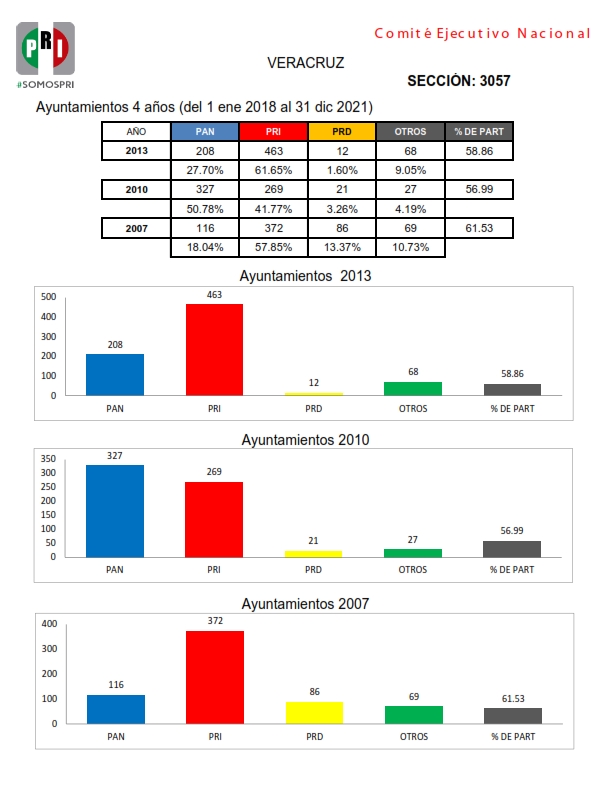 Comité Ejecutivo Nacional
PRI
#SOMOSPRI
VERACRUZ
SECCIÓN: 3057
Ayuntamientos 4 años (del 1 ene 2018 al 31 dic 2021)
AÑO PAN PRI PRD OTROS % DE PART
2013 208 463 12 68 58.86
27.70% 61.65% 1.60% 9.05%
2010 327 269 21 27 56.99
50.78% 41.77% 3.26% 4.19%
2007 116 372 86 69 61.53
18.04% 57.85% 13.37% 10.73%
Ayuntamientos 2013
500
400
300
200
100
0
208 463 12 68 58.86
PAN PRI PRD OTROS % DE PART
Ayuntamientos 2010
350
300
250
200
150
100
50
0
327 269 21 27 56.99
PAN PRI PRD OTROS % DE PART
Ayuntamientos 2007
400
300
200
100
0
116 372 86 69 61.53
PAN PRI PRD OTROS % DE PART